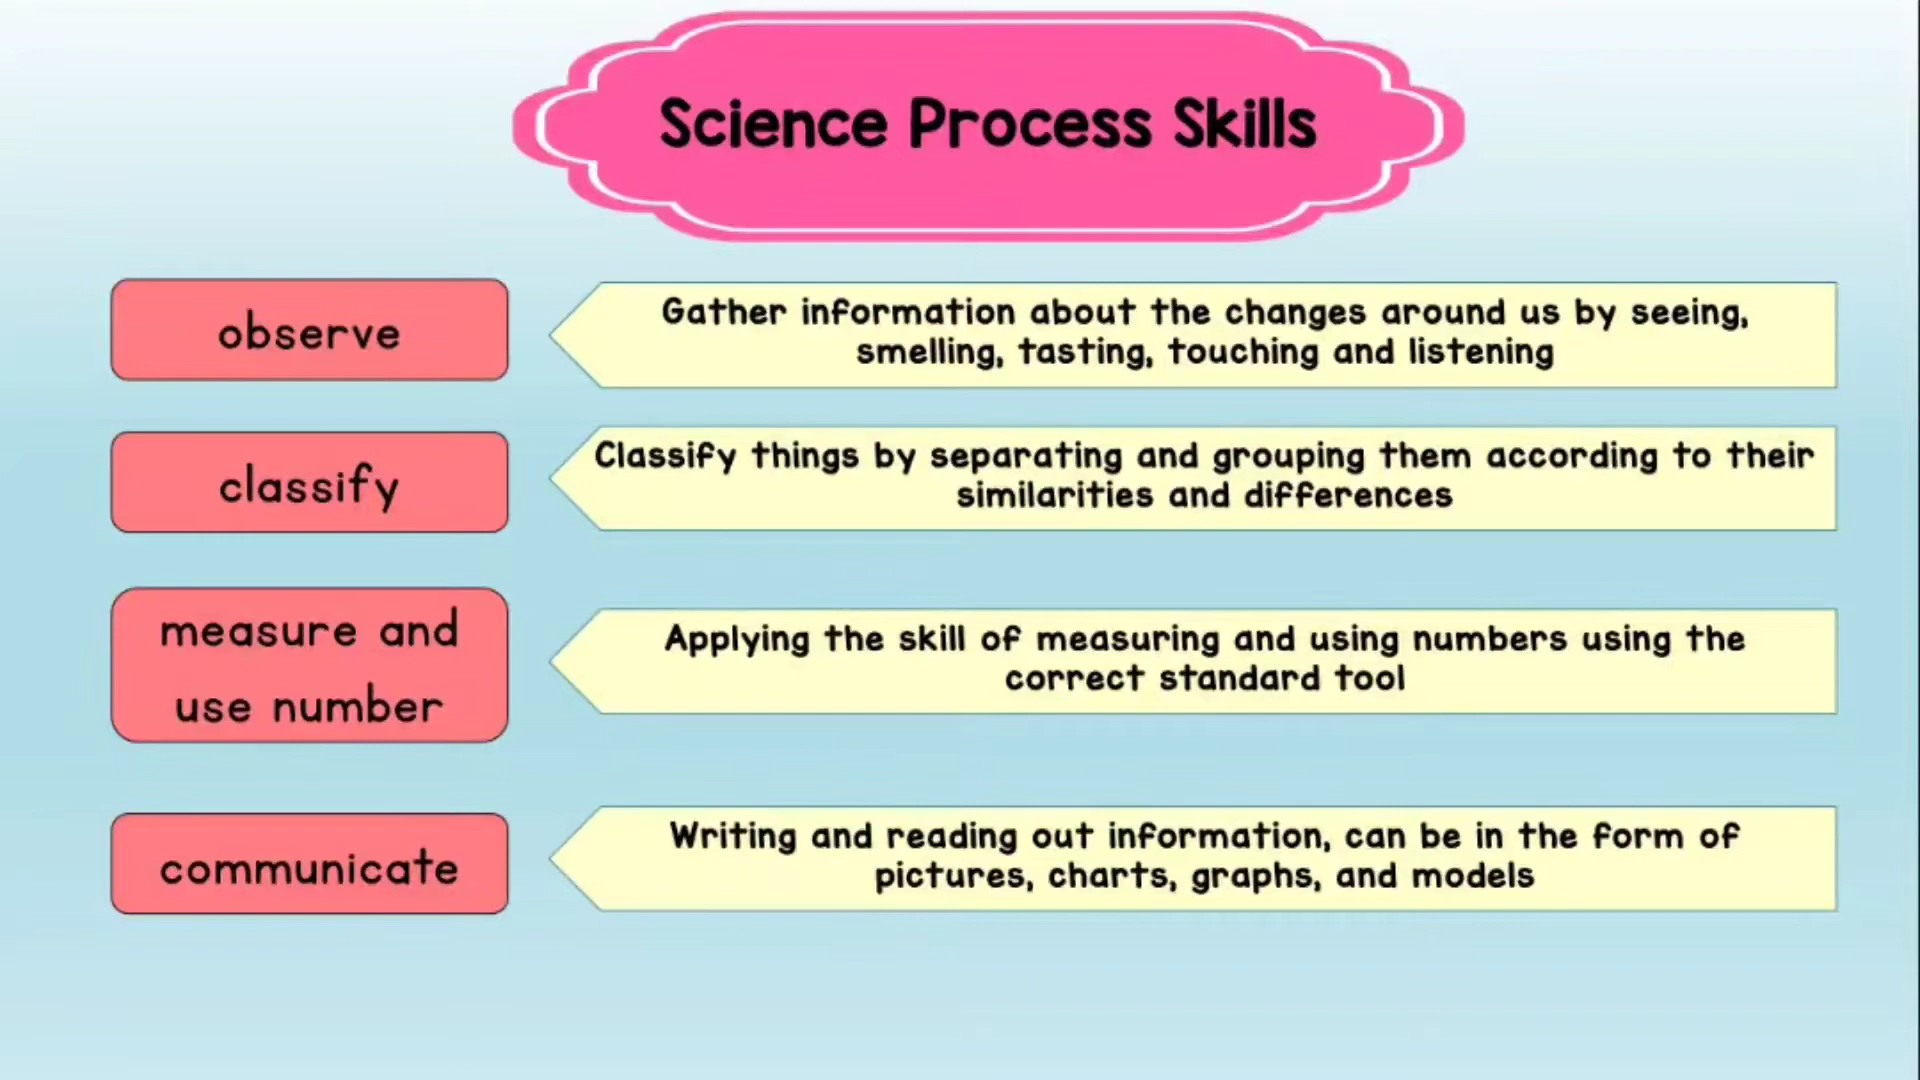 Science Process Skills
observe
Gather information about the changes around us by seeing,
smelling, tasting, touching and listening
classify
Classify things by separating and grouping them according to their
similarities and differences
measure and
use number
Applying the skill of measuring and using numbers using the
correct standard tool
communicate
Writing and reading out information, can be in the form of
pictures, charts, graphs, and models